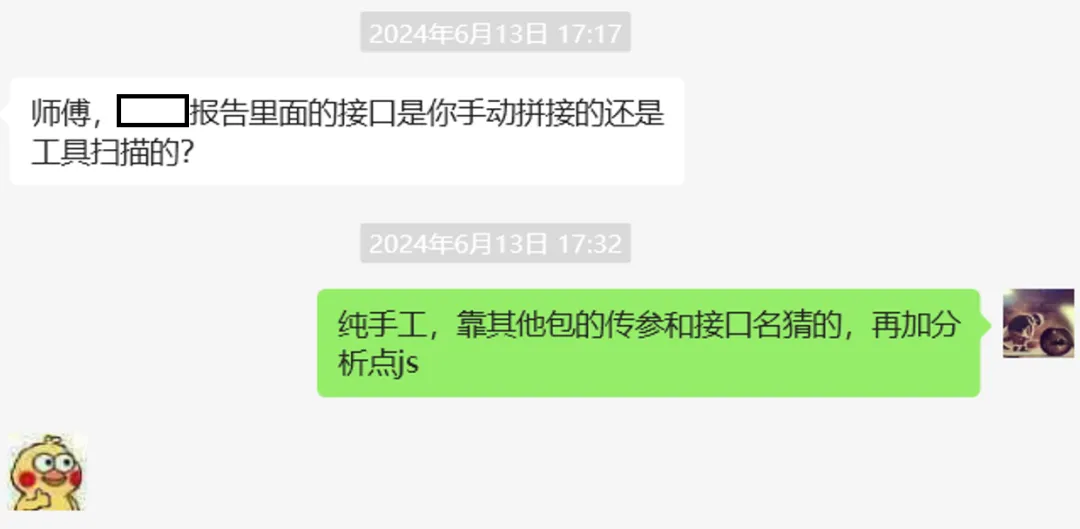 2024年6月13日 17:17
师傅，报告里面的接口是你手动拼接的还是
工具扫描的？
2024年6月13日 17:32
纯手工，靠其他包的传参和接口名猜的，再加分
析点js